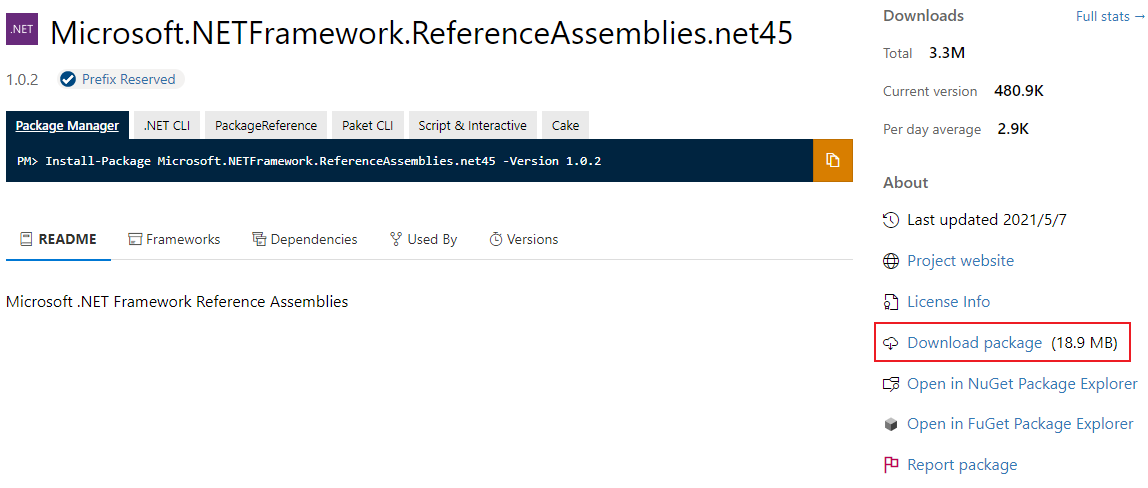 .NET
Microsoft.NETFramework.ReferenceAssemblies.net45
1.0.2
Prefix Reserved
Package Manager
.NET CLI
PackageReference
Paket CLI
Script & Interactive
Cake
PM> Install-Package Microsoft.NETFramework.ReferenceAssemblies.net45 -Version 1.0.2
README
Frameworks
Dependencies
Used By
Versions
Microsoft .NET Framework Reference Assemblies
Downloads
Full stats →
Total 3.3M
Current version 480.9K
Per day average 2.9K
About
Last updated 2021/5/7
Project website
License Info
Download package (18.9 MB)
Open in NuGet Package Explorer
Open in FuGet Package Explorer
Report package